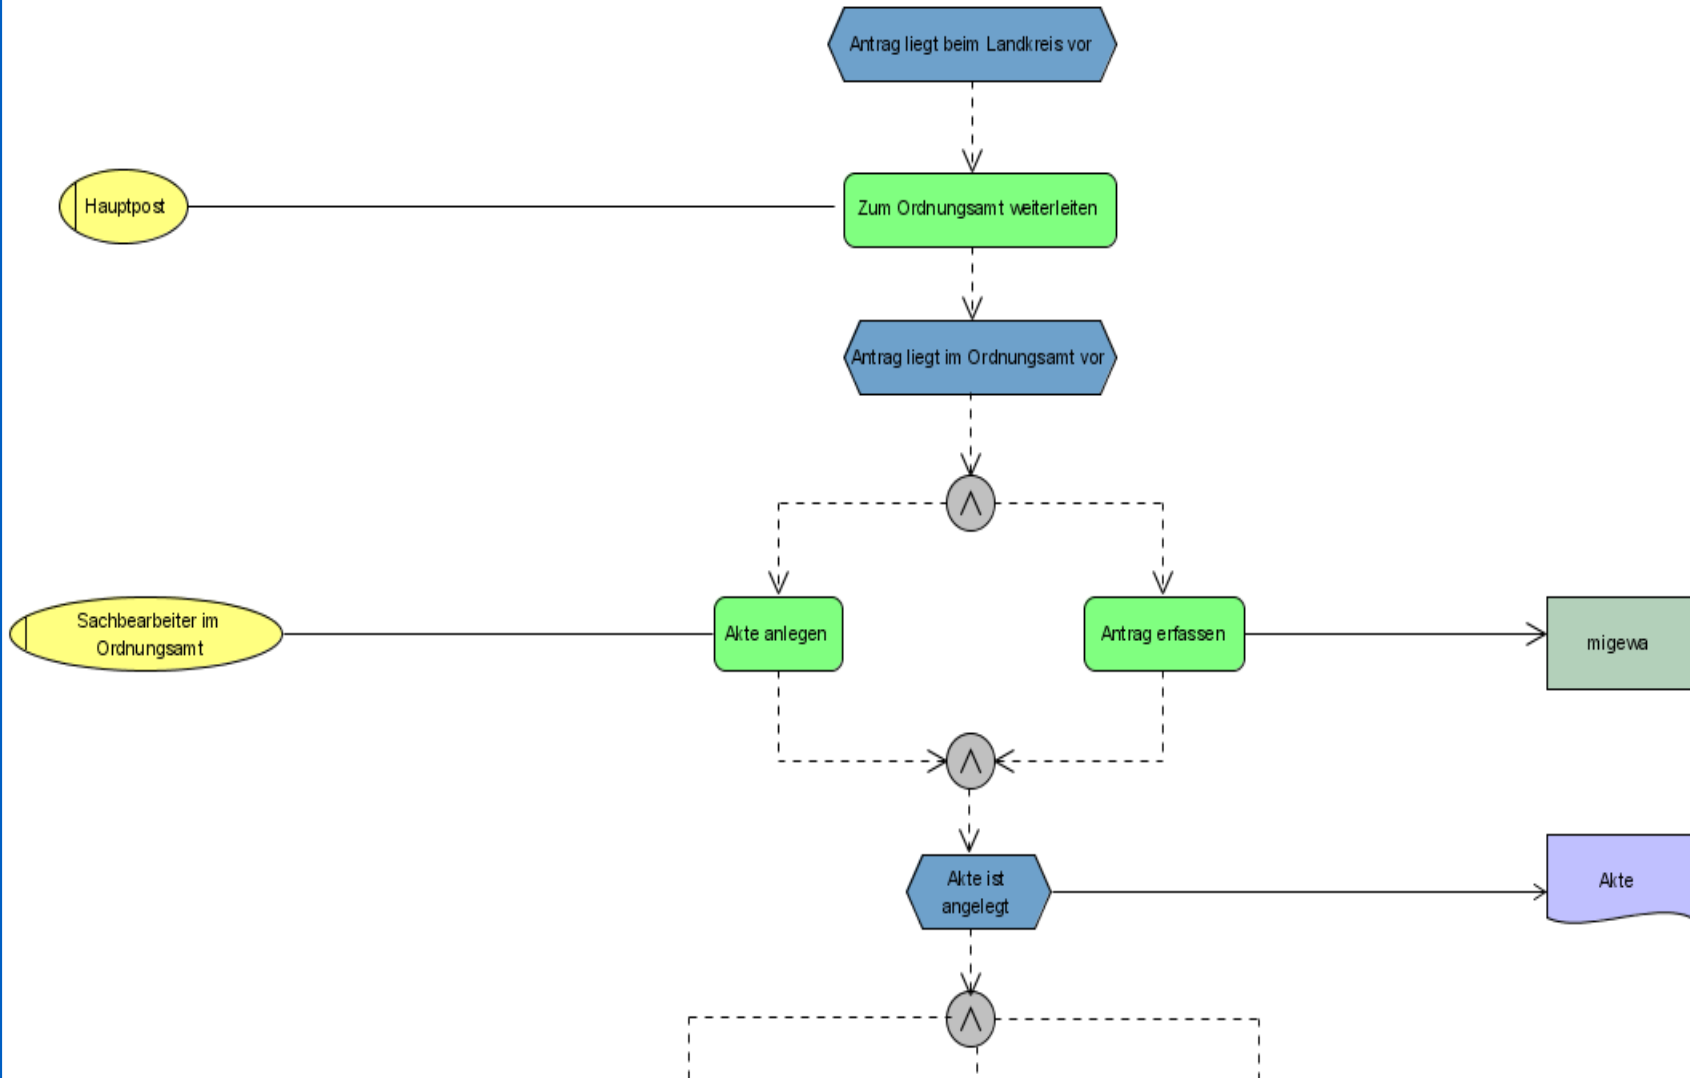 Antrag liegt beim Landkreis vor
Hauptpost
Zum Ordnungsamt weiterleiten
Antrag liegt im Ordnungsamt vor
Sachbearbeiter im
Ordnungsamt
Akte anlegen
Antrag erfassen
migewa
Akte ist
angelegt
Akte